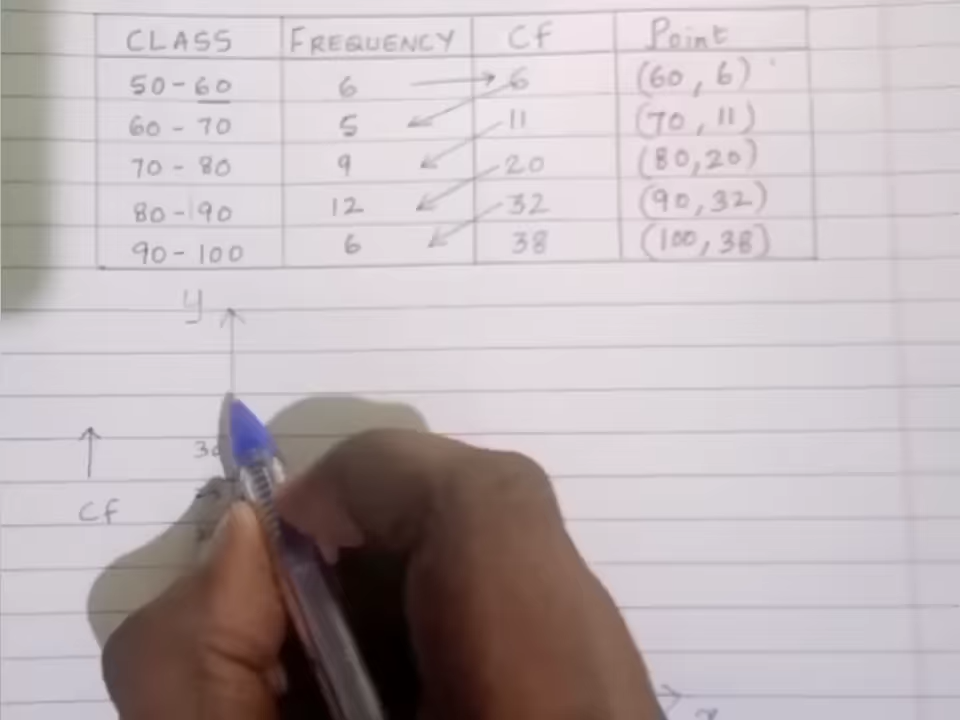 CLASS FREQUENCY Cf Point
50-60 6 6 (60, 6)
60-70 5 11 (70, 11)
70-80 9 20 (80,20)
80-90 12 32 (90,32)
90-100 6 38 (100,38)
y
Cf